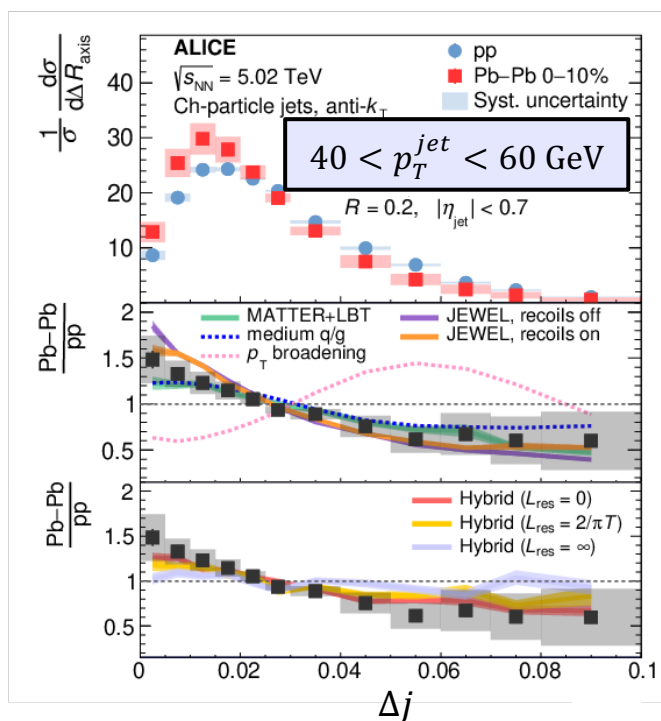 ALICE
√s_NN = 5.02 TeV
Ch-particle jets, anti-k_T
pp
Pb–Pb 0–10%
Syst. uncertainty
40 < p_T^jet < 60 GeV
R = 0.2, |η_jet| < 0.7
1/σ dσ/dΔR_axis
40
30
20
10
Pb–Pb/pp
2
1.5
1
0.5
MATTER+LBT
medium q/g
p_T broadening
JEWEL, recoils off
JEWEL, recoils on
Pb–Pb/pp
2
1.5
1
0.5
Hybrid (L_res = 0)
Hybrid (L_res = 2/πT)
Hybrid (L_res = ∞)
0 0.02 0.04 0.06 0.08 0.1
Δj